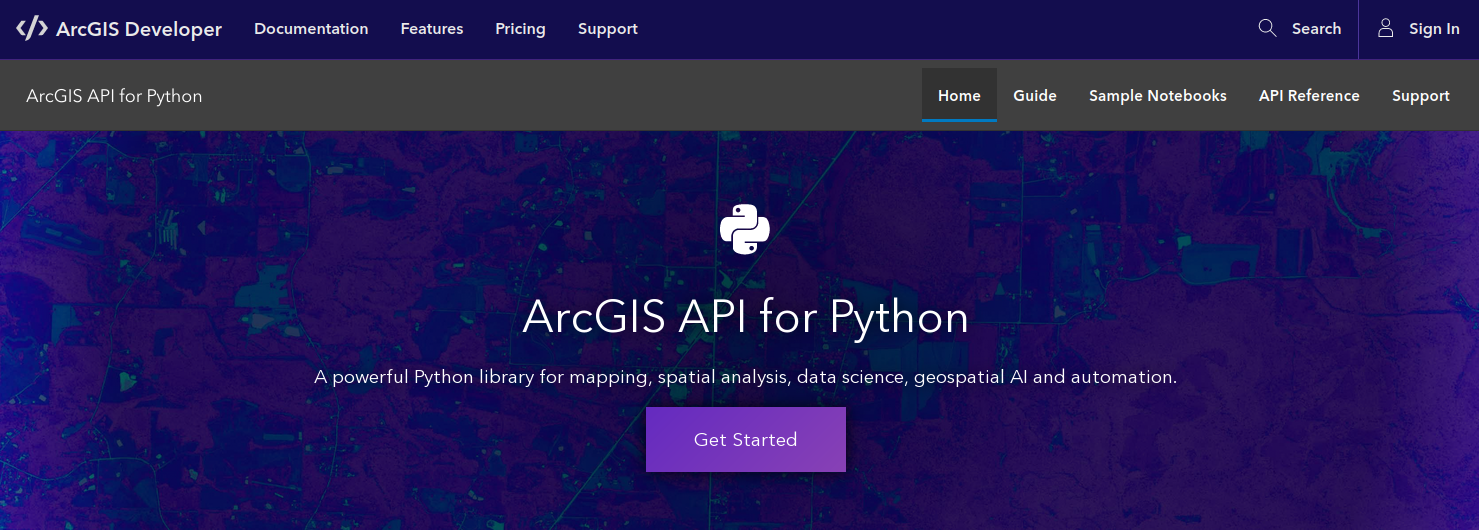 ArcGIS Developer Documentation Features Pricing Support Search Sign In
ArcGIS API for Python Home Guide Sample Notebooks API Reference Support
ArcGIS API for Python
A powerful Python library for mapping, spatial analysis, data science, geospatial AI and automation.
Get Started